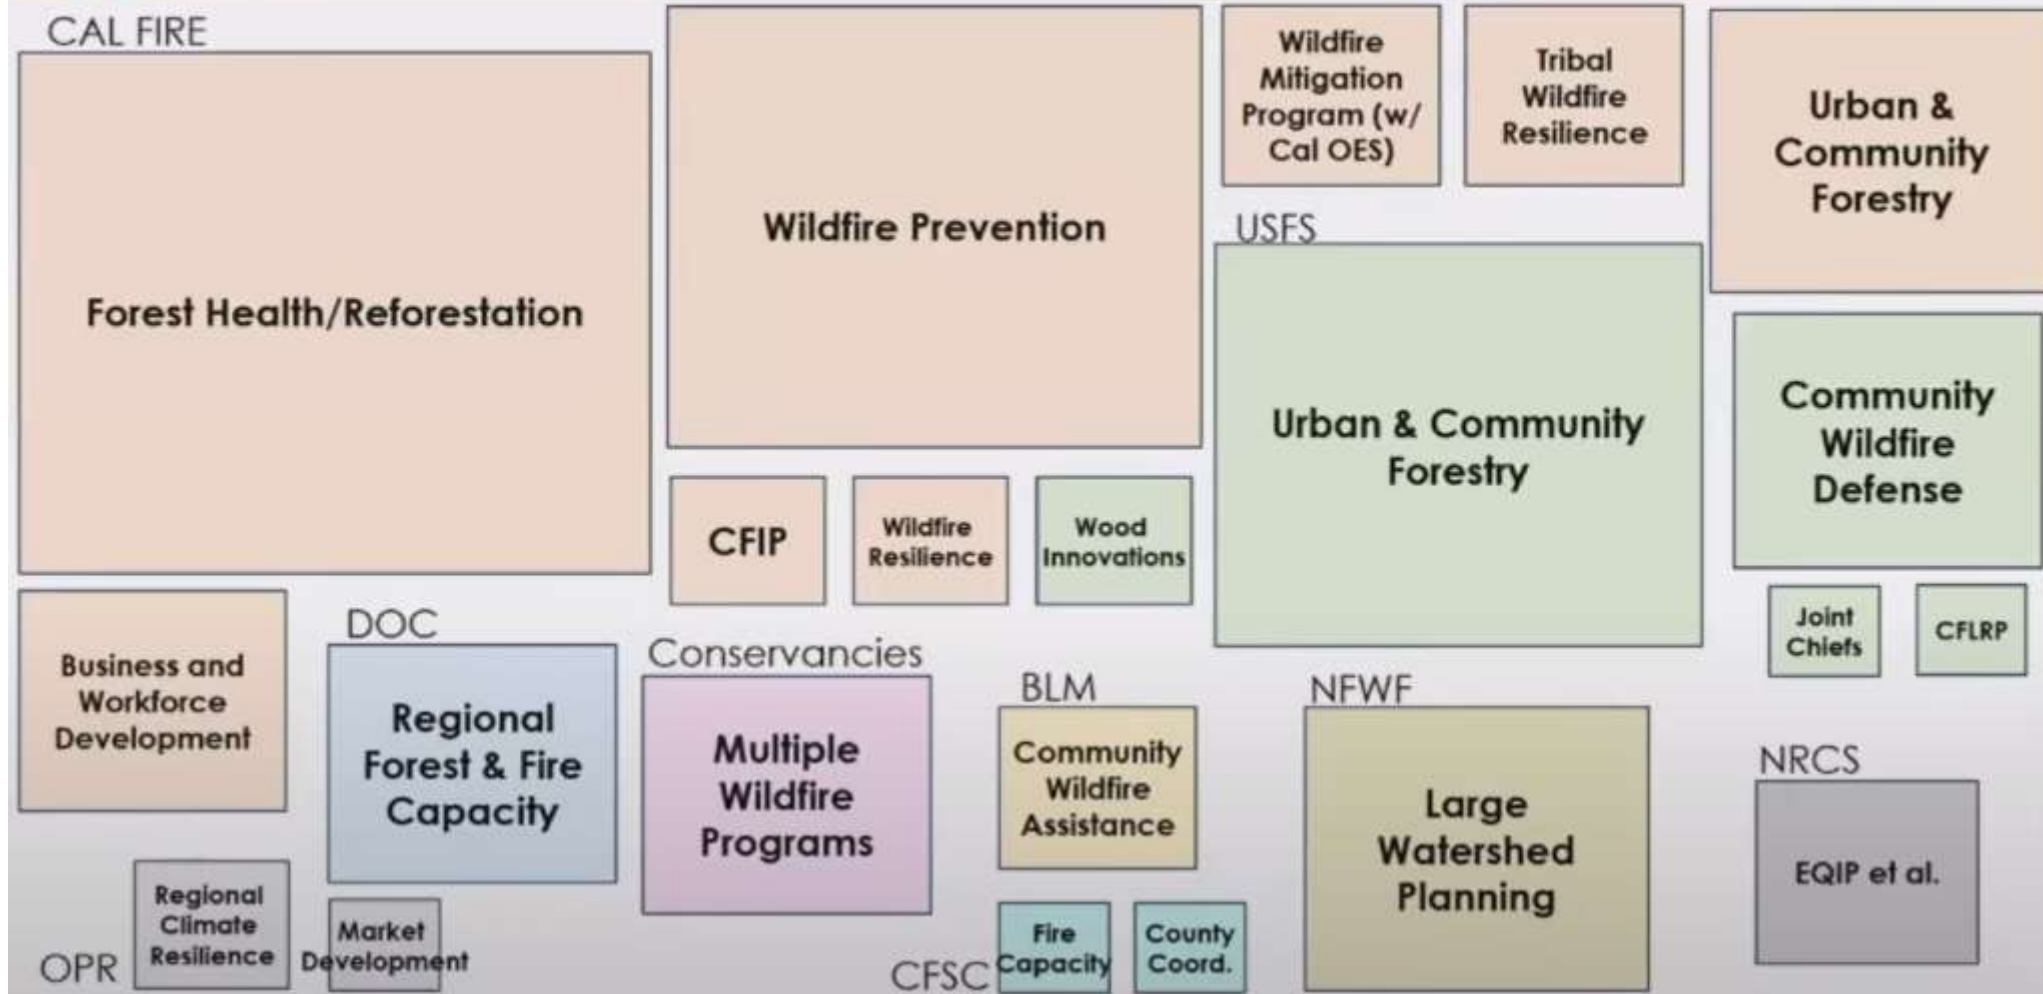 CAL FIRE
Forest Health/Reforestation
Wildfire Prevention
Wildfire
Mitigation
Program (w/
Cal OES)
Tribal
Wildfire
Resilience
Urban &
Community
Forestry
USFS
Urban & Community
Forestry
Community
Wildfire
Defense
CFIP
Wildfire
Resilience
Wood
Innovations
Joint
Chiefs
CFLRP
Business and
Workforce
Development
DOC
Regional
Forest & Fire
Capacity
Conservancies
Multiple
Wildfire
Programs
BLM
Community
Wildfire
Assistance
NFWF
Large
Watershed
Planning
NRCS
EQIP et al.
OPR
Regional
Climate
Resilience
Market
Development
CFSC
Fire
Capacity
County
Coord.